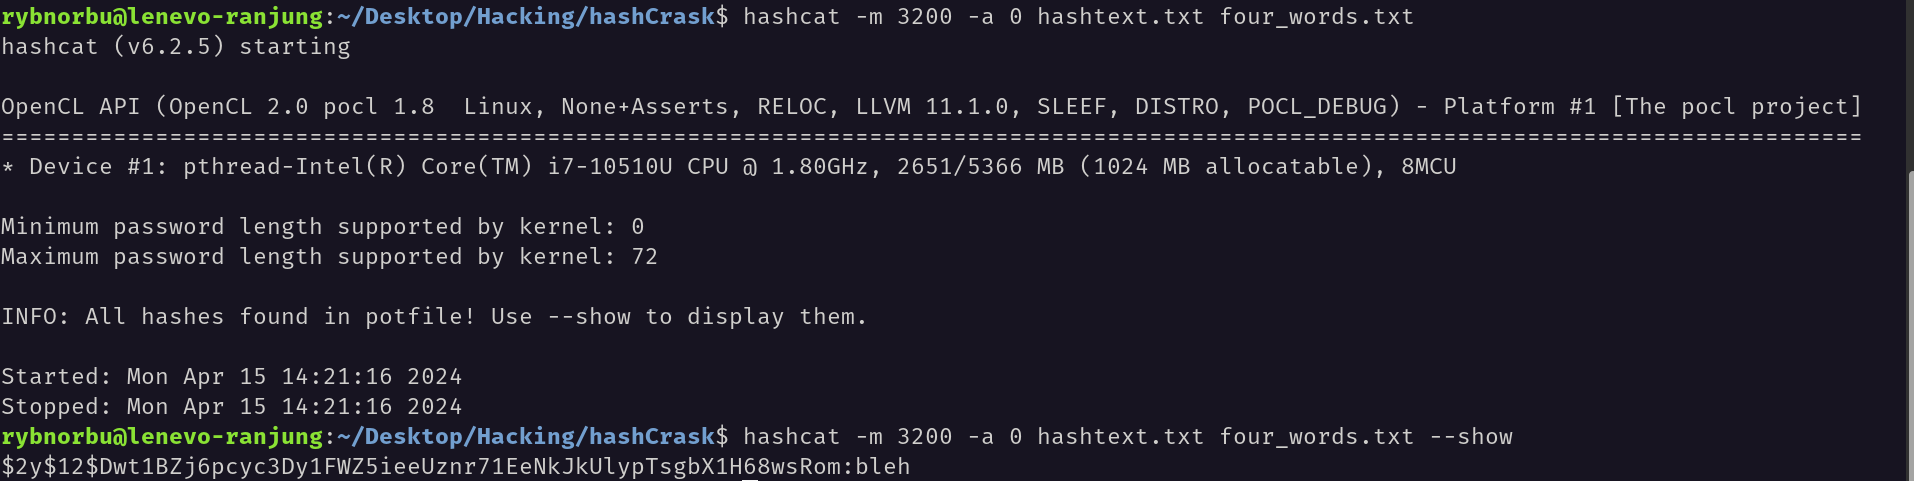 rybnorbu@lenevo-ranjung:~/Desktop/Hacking/hashCrask$ hashcat -m 3200 -a 0 hashtext.txt four_words.txt
hashcat (v6.2.5) starting
OpenCL API (OpenCL 2.0 pocl 1.8  Linux, None+Asserts, RELOC, LLVM 11.1.0, SLEEF, DISTRO, POCL_DEBUG) - Platform #1 [The pocl project]
=====================================================================================================================================
* Device #1: pthread-Intel(R) Core(TM) i7-10510U CPU @ 1.80GHz, 2651/5366 MB (1024 MB allocatable), 8MCU
Minimum password length supported by kernel: 0
Maximum password length supported by kernel: 72
INFO: All hashes found in potfile! Use --show to display them.
Started: Mon Apr 15 14:21:16 2024
Stopped: Mon Apr 15 14:21:16 2024
rybnorbu@lenevo-ranjung:~/Desktop/Hacking/hashCrask$ hashcat -m 3200 -a 0 hashtext.txt four_words.txt --show
$2y$12$Dwt1BZj6pcyc3Dy1FWZ5ieeUznr71EeNkJkUlypTsgbX1H68wsRom:bleh